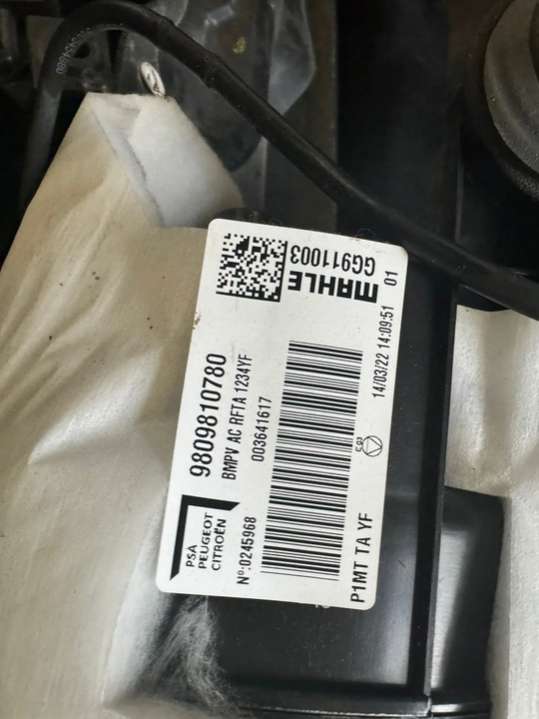 PSA
PEUGEOT
CITROËN
9809810780
BMPV AC RFTA 1234YF
003641617
N°:0245968
MAHLE
GG911003
14/03/22 14:09:51 01
P1MT TA YF